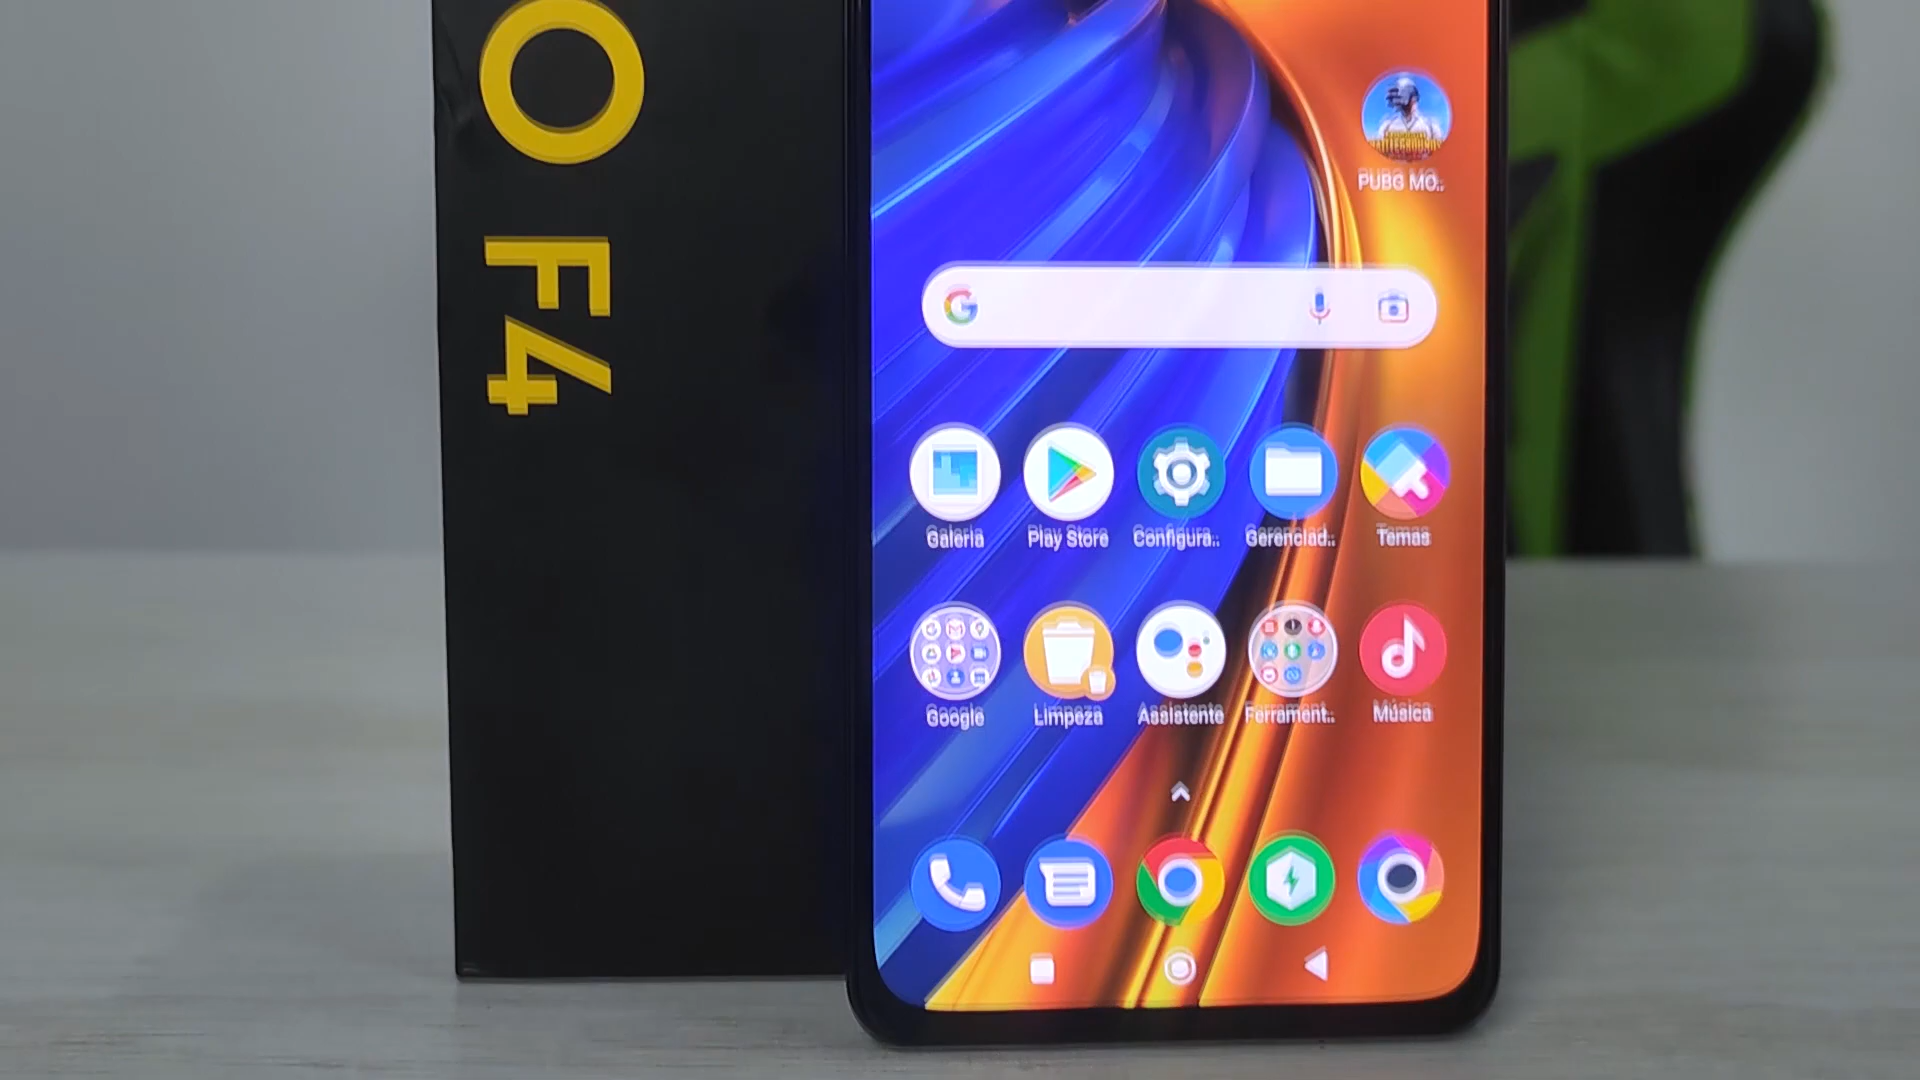 O F4
PUBG MO..
Galeria
Play Store
Configura..
Gerenciad..
Temas
Google
Limpeza
Assistente
Ferrament..
Música